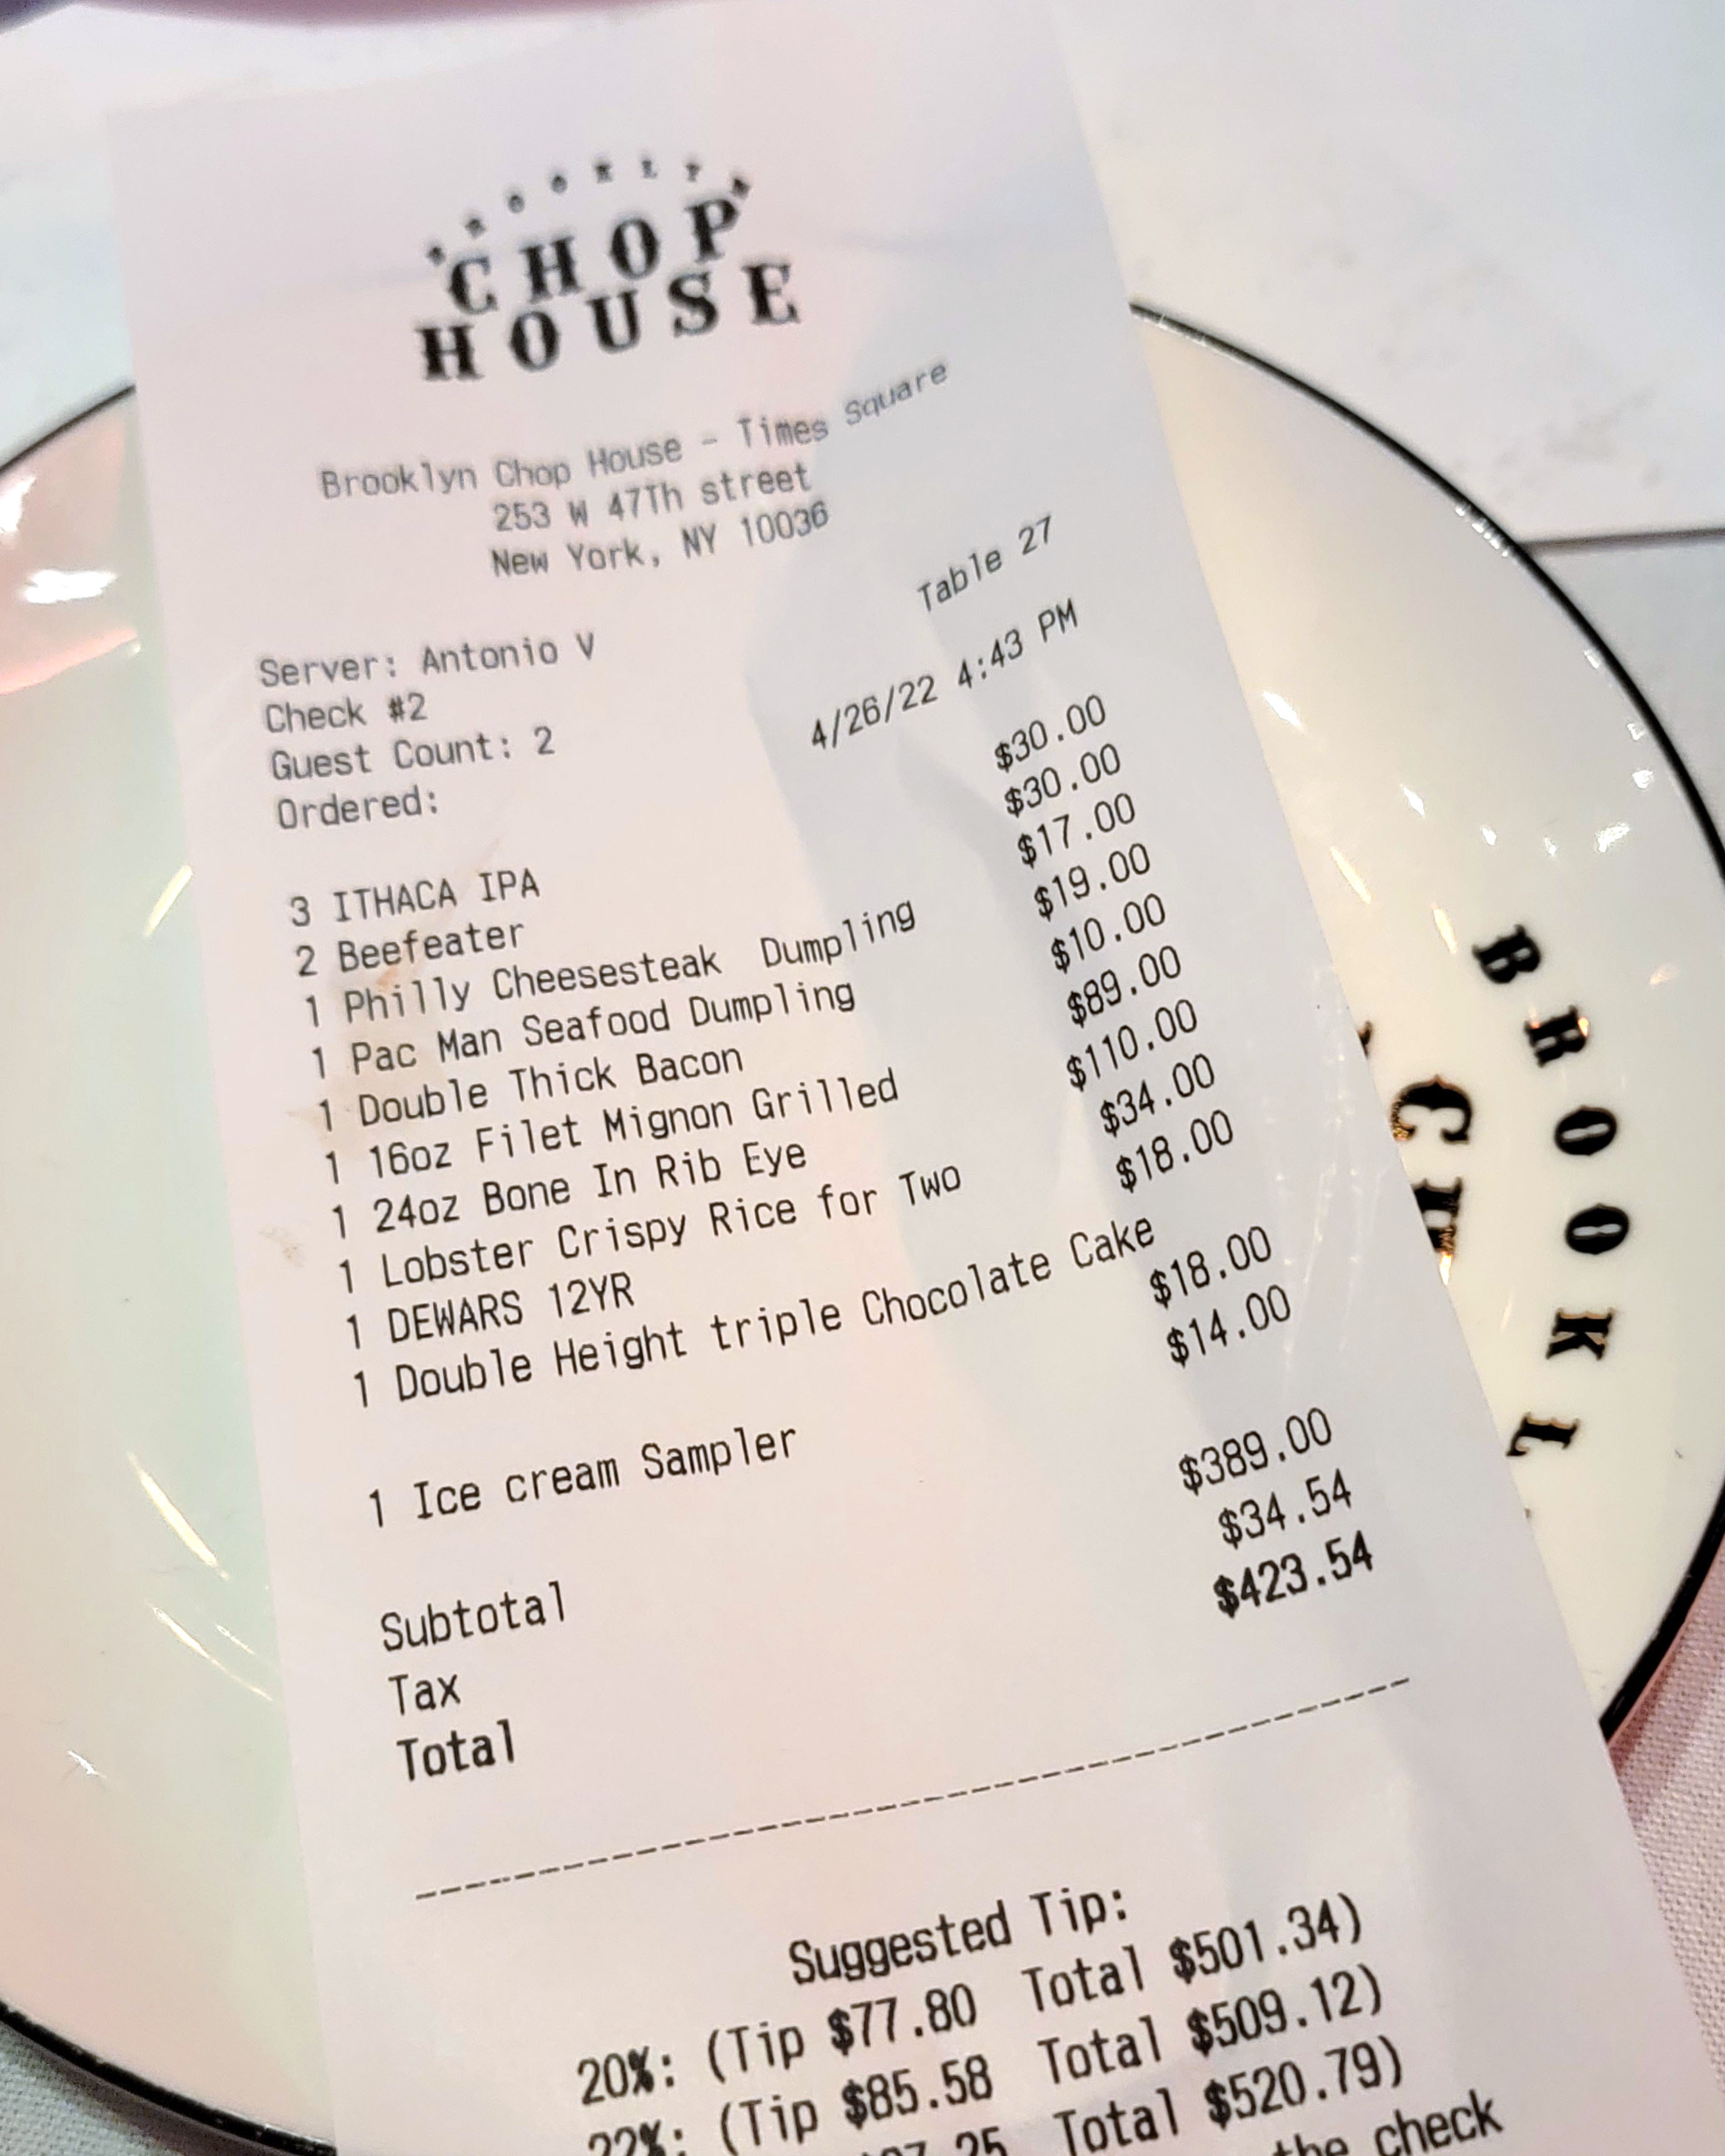 BROOKLYN
CHOP
HOUSE
Brooklyn Chop House - Times Square
253 W 47Th street
New York, NY 10036
Server: Antonio V
Table 27
Check #2
Guest Count: 2
4/26/22 4:43 PM
Ordered:
3 ITHACA IPA $30.00
2 Beefeater $30.00
1 Philly Cheesesteak Dumpling $17.00
1 Pac Man Seafood Dumpling $19.00
1 Double Thick Bacon $10.00
1 16oz Filet Mignon Grilled $89.00
1 24oz Bone In Rib Eye $110.00
1 Lobster Crispy Rice for Two $34.00
1 DEWARS 12YR $18.00
1 Double Height triple Chocolate Cake $18.00
1 Ice cream Sampler $14.00
Subtotal $389.00
Tax $34.54
Total $423.54
Suggested Tip:
20%: (Tip $77.80 Total $501.34)
22%: (Tip $85.58 Total $509.12)
Total $520.79)
the check
BROOKL
CH